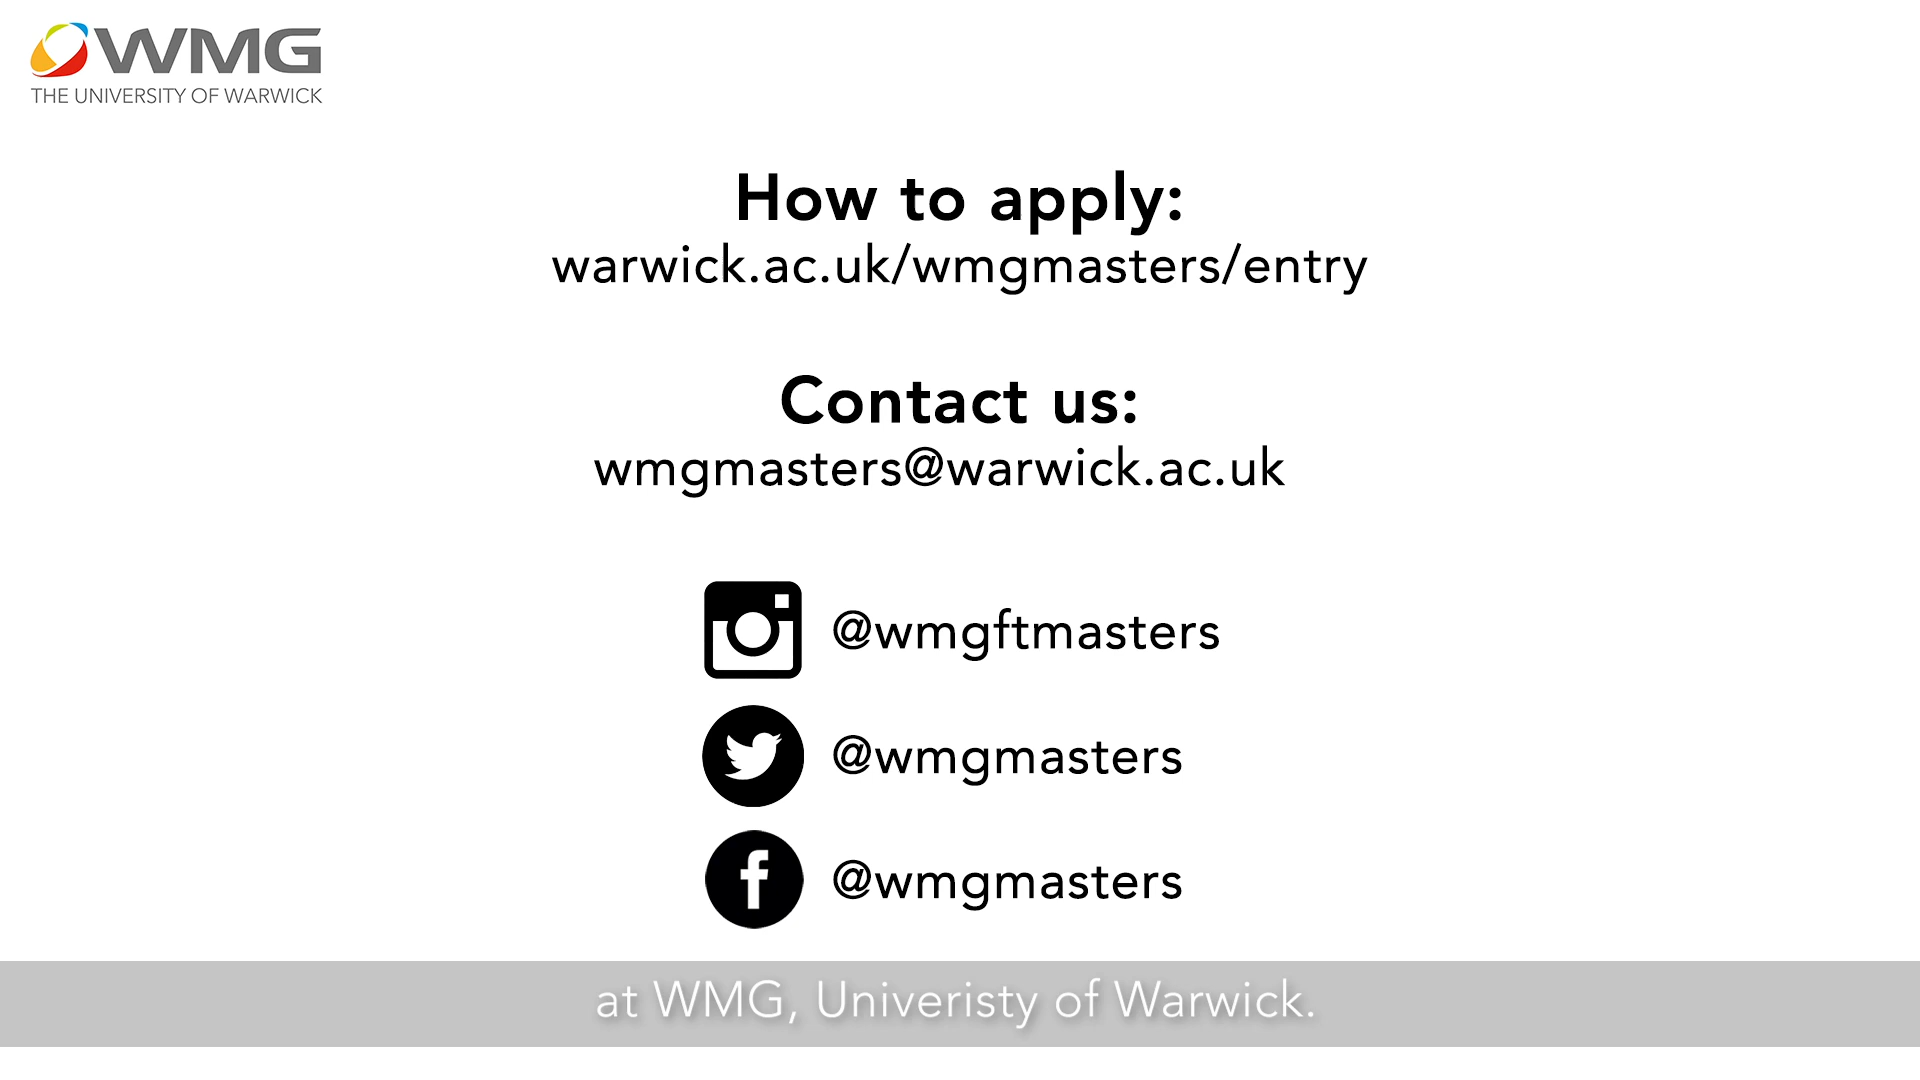 WMG
THE UNIVERSITY OF WARWICK
How to apply:
warwick.ac.uk/wmgmasters/entry
Contact us:
wmgmasters@warwick.ac.uk
@wmgftmasters
@wmgmasters
@wmgmasters
at WMG, Univeristy of Warwick.